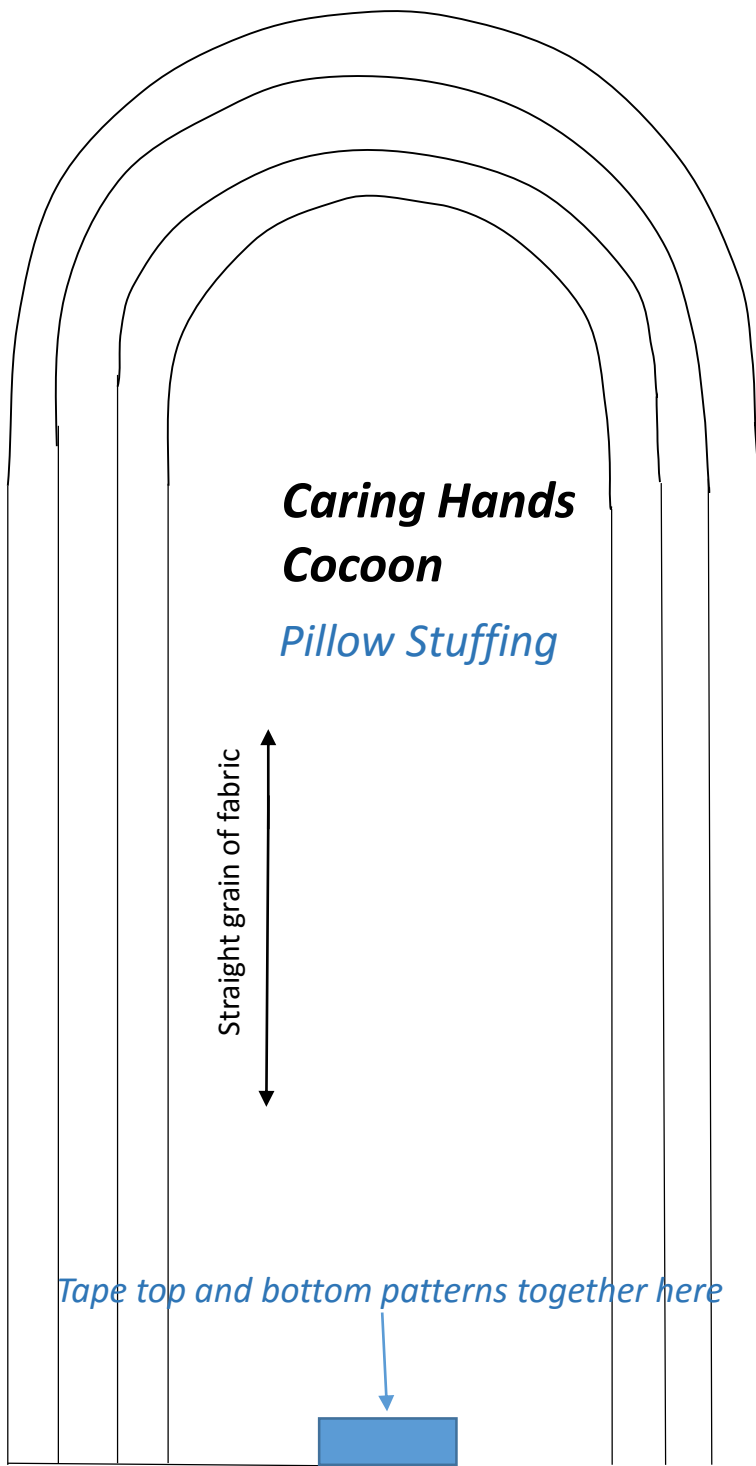 Caring Hands
Cocoon
Pillow Stuffing
Straight grain of fabric
Tape top and bottom patterns together here